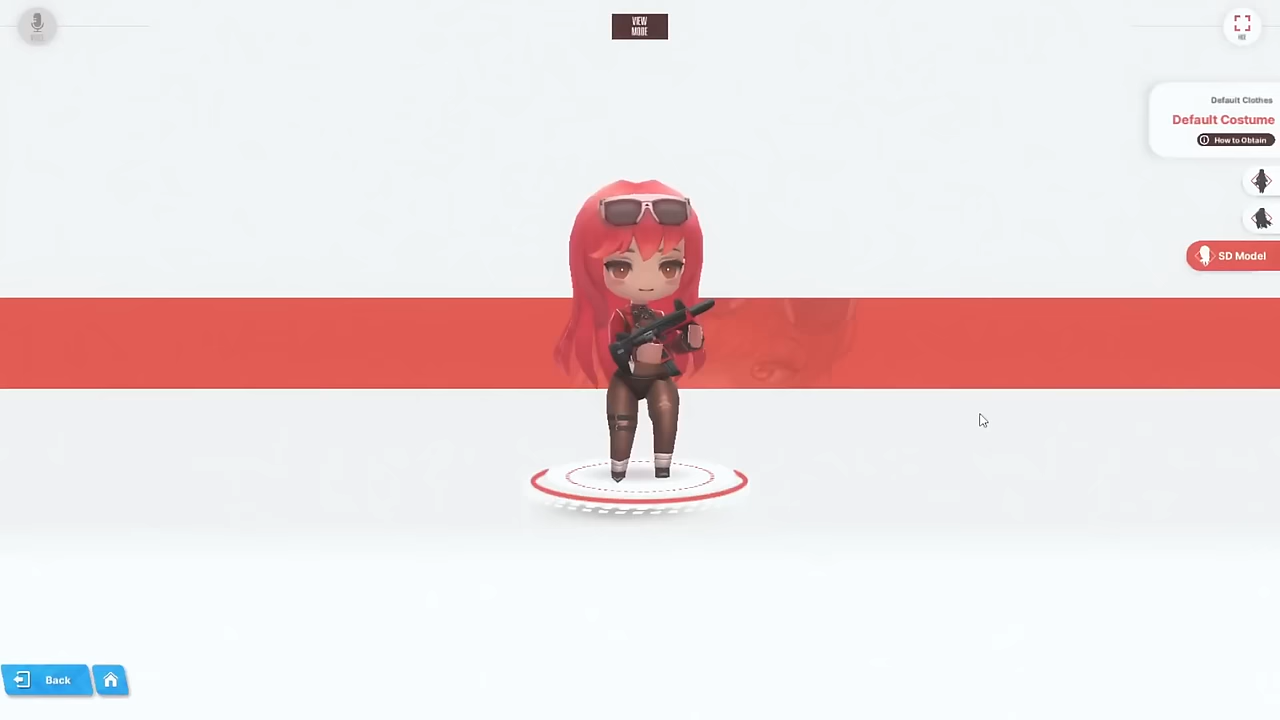 VIEW
MODE
Default Clothes
Default Costume
How to Obtain
SD Model
Back